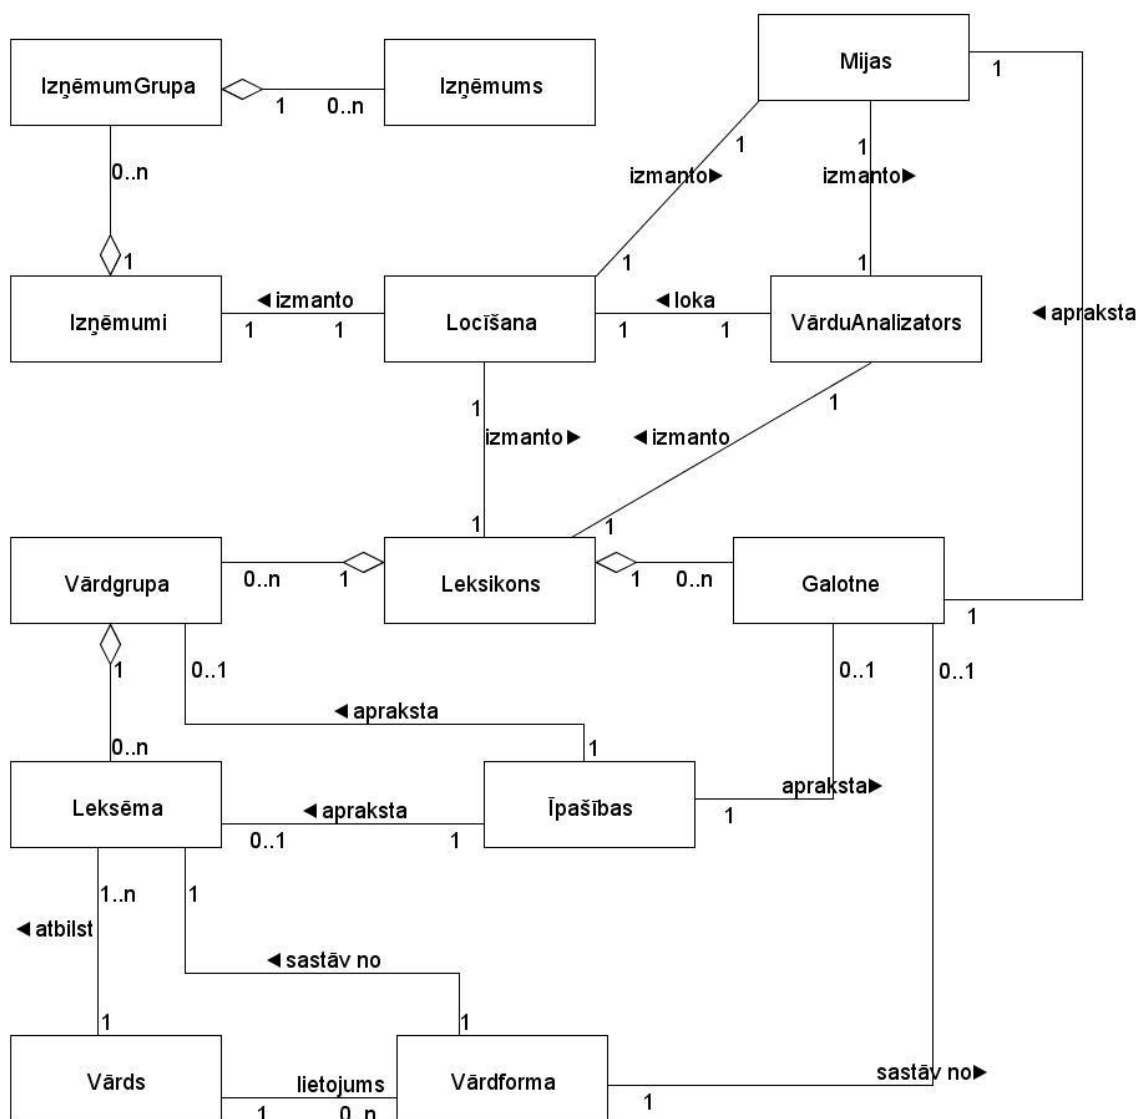 Mijas
IzņēmumGrupa
Izņēmums
1
1
0..n
1
1
0..n
izmanto►
izmanto►
1
1
1
◄izmanto
◄loka
◄apraksta
Izņēmumi
Locīšana
VārduAnalizators
1
1
1
1
1
1
izmanto►
◄izmanto
1
1
Vārdgrupa
Leksikons
Galotne
0..n
1
1
0..n
1
1
0..1
0..1
0..1
◄apraksta
0..n
1
apraksta►
Leksēma
◄apraksta
Īpašības
1
0..1
1
1..n
1
◄atbilst
◄sastāv no
1
1
sastāv no►
Vārds
lietojums
Vārdforma
1
0..n
1